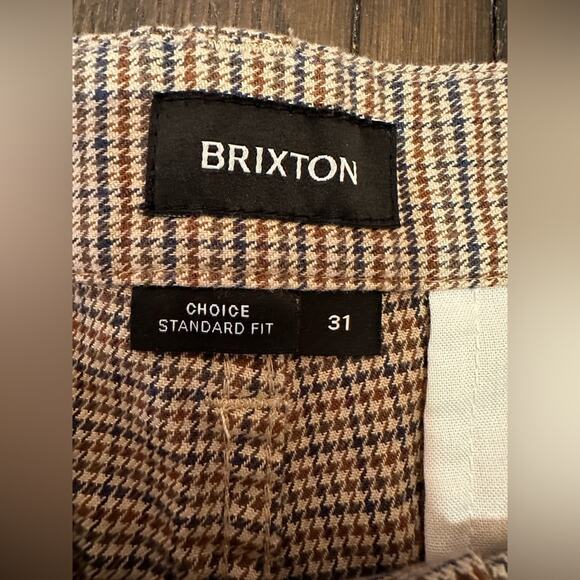 BRIXTON
CHOICE
STANDARD FIT
31